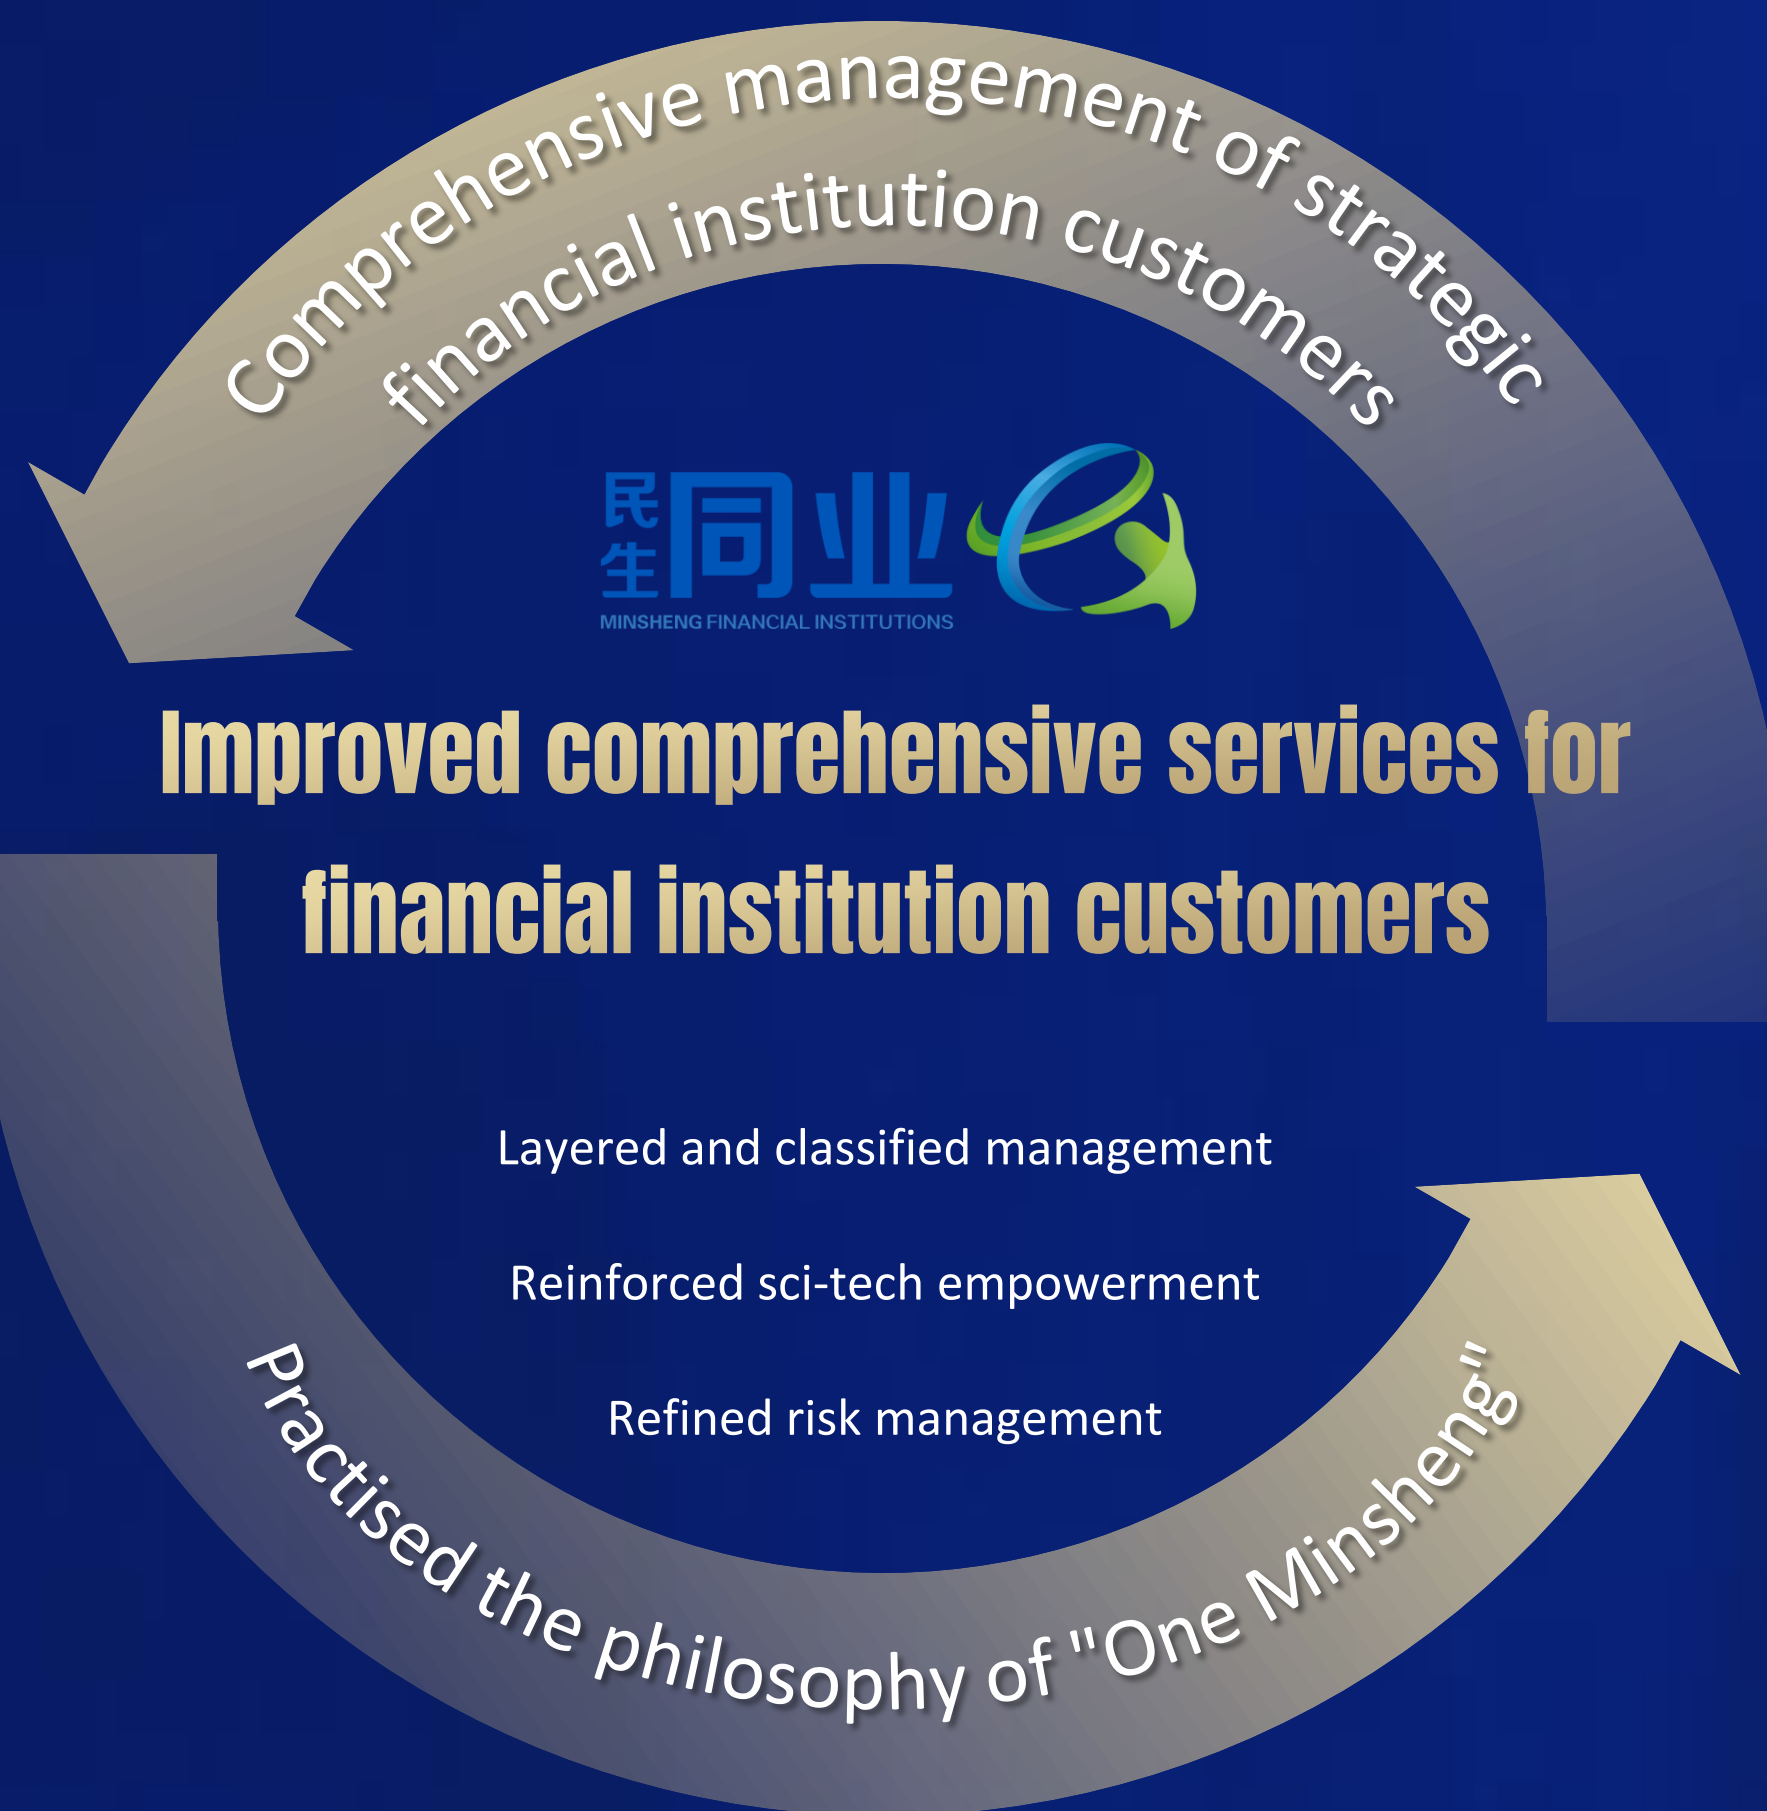 Comprehensive management of strategic
financial institution customers
民生 同业
MINSHENG FINANCIAL INSTITUTIONS
Improved comprehensive services for
financial institution customers
Layered and classified management
Reinforced sci-tech empowerment
Refined risk management
Practised the philosophy of "One Minsheng"